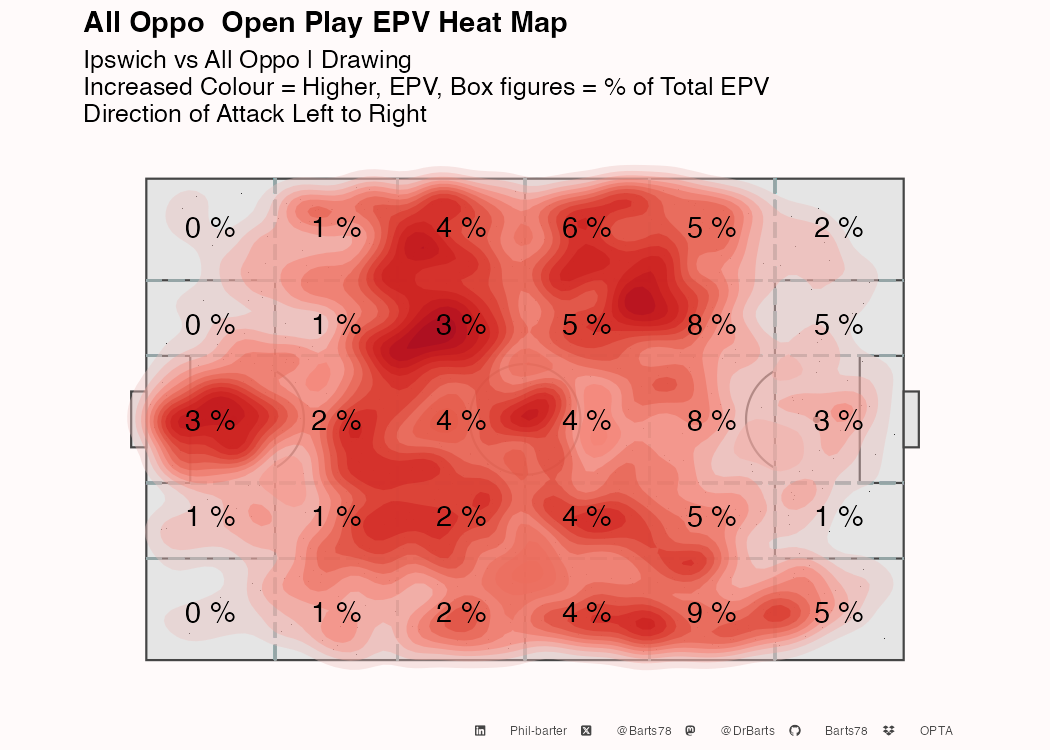 All Oppo  Open Play EPV Heat Map
Ipswich vs All Oppo | Drawing
Increased Colour = Higher, EPV, Box figures = % of Total EPV
Direction of Attack Left to Right
0 % 1 % 4 % 6 % 5 % 2 %
0 % 1 % 3 % 5 % 8 % 5 %
3 % 2 % 4 % 4 % 8 % 3 %
1 % 1 % 2 % 4 % 5 % 1 %
0 % 1 % 2 % 4 % 9 % 5 %
Phil-barter @Barts78 @DrBarts Barts78 OPTA